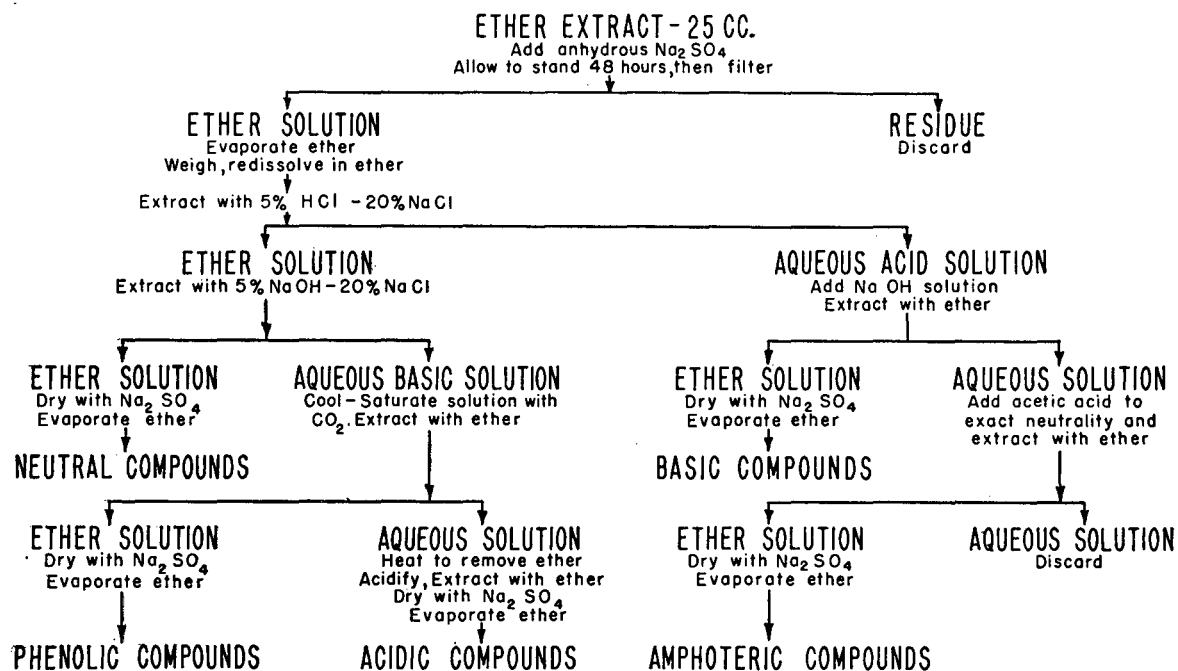 ETHER EXTRACT - 25 CC.
Add anhydrous Na2SO4
Allow to stand 48 hours, then filter
ETHER SOLUTION
Evaporate ether
Weigh, redissolve in ether
RESIDUE
Discard
Extract with 5% HCl - 20% NaCl
ETHER SOLUTION
Extract with 5% NaOH - 20% NaCl
AQUEOUS ACID SOLUTION
Add NaOH solution
Extract with ether
ETHER SOLUTION
Dry with Na2SO4
Evaporate ether
NEUTRAL COMPOUNDS
AQUEOUS BASIC SOLUTION
Cool - Saturate solution with
CO2. Extract with ether
ETHER SOLUTION
Dry with Na2SO4
Evaporate ether
BASIC COMPOUNDS
AQUEOUS SOLUTION
Add acetic acid to
exact neutrality and
extract with ether
ETHER SOLUTION
Dry with Na2SO4
Evaporate ether
PHENOLIC COMPOUNDS
AQUEOUS SOLUTION
Heat to remove ether
Acidify, Extract with ether
Dry with Na2SO4
Evaporate ether
ACIDIC COMPOUNDS
ETHER SOLUTION
Dry with Na2SO4
Evaporate ether
AMPHOTERIC COMPOUNDS
AQUEOUS SOLUTION
Discard